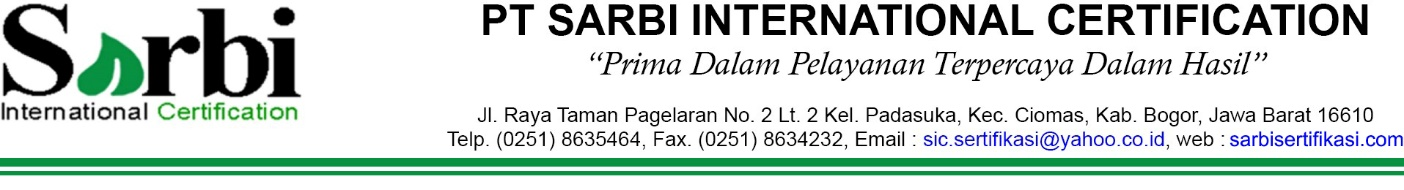 Sarbi
International Certification
PT SARBI INTERNATIONAL CERTIFICATION
“Prima Dalam Pelayanan Terpercaya Dalam Hasil”
Jl. Raya Taman Pagelaran No. 2 Lt. 2 Kel. Padasuka, Kec. Ciomas, Kab. Bogor, Jawa Barat 16610
Telp. (0251) 8635464, Fax. (0251) 8634232, Email : sic.sertifikasi@yahoo.co.id, web : sarbisertifikasi.com